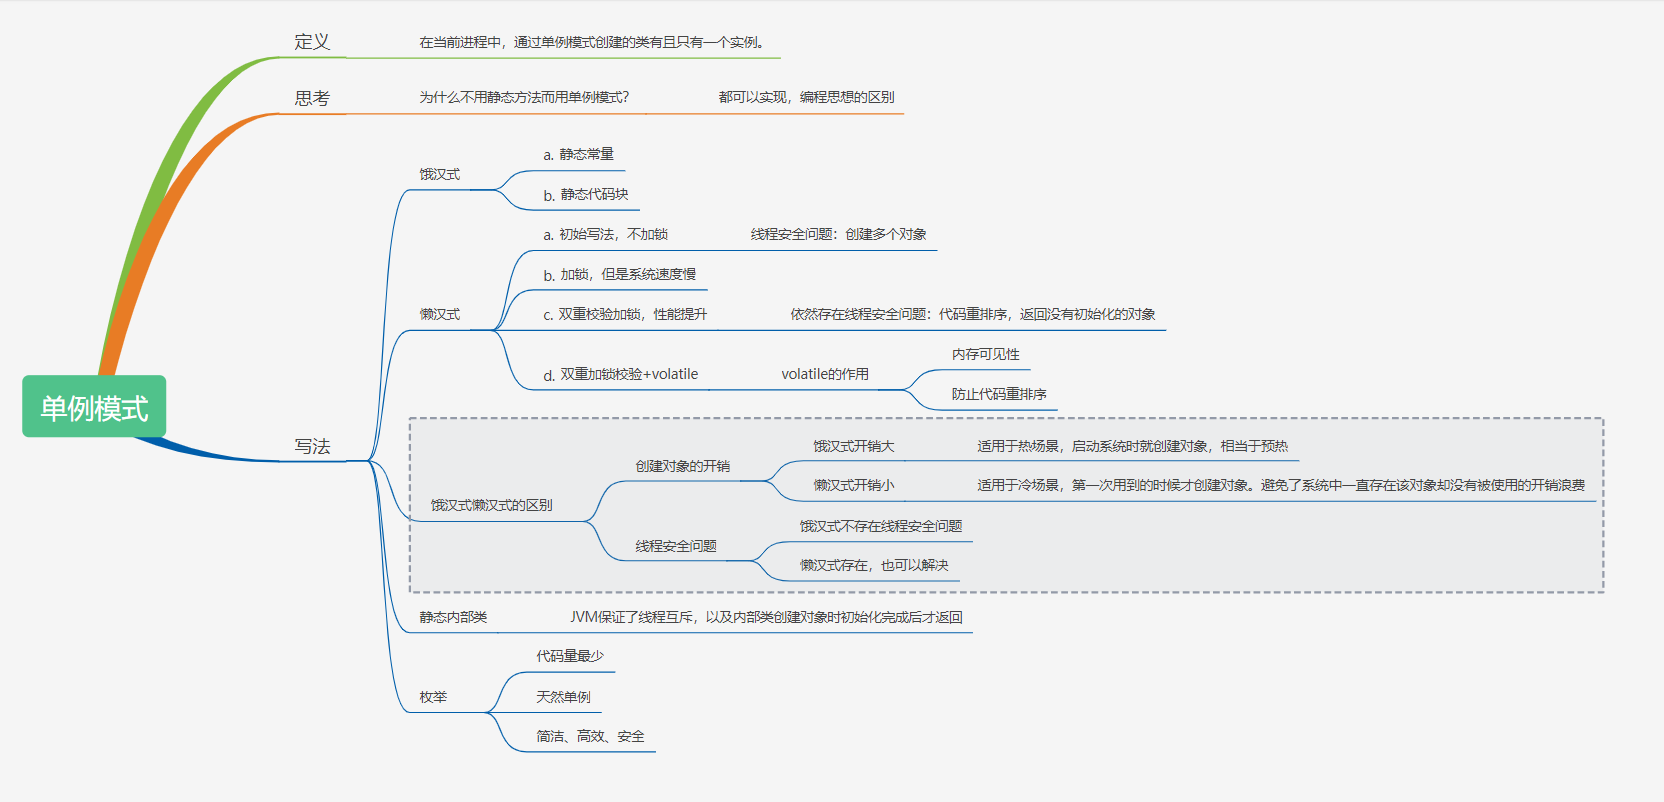 单例模式
定义
在当前进程中，通过单例模式创建的类有且只有一个实例。
思考
为什么不用静态方法而用单例模式？
都可以实现，编程思想的区别
写法
饿汉式
a. 静态常量
b. 静态代码块
懒汉式
a. 初始写法，不加锁
线程安全问题：创建多个对象
b. 加锁，但是系统速度慢
c. 双重校验加锁，性能提升
依然存在线程安全问题：代码重排序，返回没有初始化的对象
d. 双重加锁校验+volatile
volatile的作用
内存可见性
防止代码重排序
饿汉式懒汉式的区别
创建对象的开销
饿汉式开销大
适用于热场景，启动系统时就创建对象，相当于预热
懒汉式开销小
适用于冷场景，第一次用到的时候才创建对象。避免了系统中一直存在该对象却没有被使用的开销浪费
线程安全问题
饿汉式不存在线程安全问题
懒汉式存在，也可以解决
静态内部类
JVM保证了线程互斥，以及内部类创建对象时初始化完成后才返回
枚举
代码量最少
天然单例
简洁、高效、安全